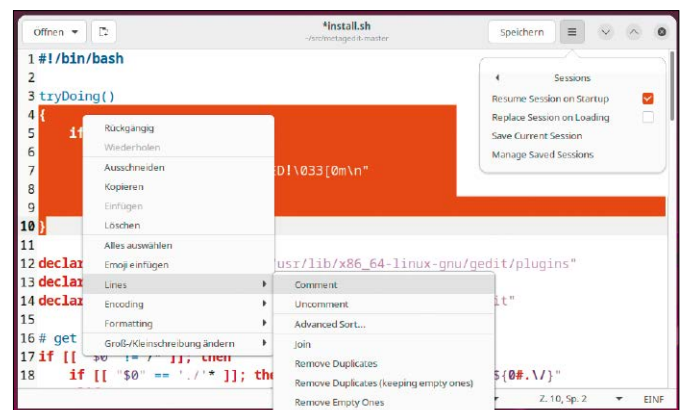 Öffnen
*install.sh
~/src/metagedit-master
Speichern
1 #!/bin/bash
2
3 tryDoing()
4 {
5 if
6
7 ED!\033[0m\n"
8
9
10 }
11
12 declar usr/lib/x86_64-linux-gnu/gedit/plugins"
13 declar
14 declar it"
15
16 # get
17 if [[ "$0" != /* ]]; then
18 if [[ "$0" == './'* ]]; the ${0#.\/}"
Sessions
Resume Session on Startup
Replace Session on Loading
Save Current Session
Manage Saved Sessions
Rückgängig
Wiederholen
Ausschneiden
Kopieren
Einfügen
Löschen
Alles auswählen
Emoji einfügen
Lines
Encoding
Formatting
Groß-/Kleinschreibung ändern
Comment
Uncomment
Advanced Sort...
Join
Remove Duplicates
Remove Duplicates (keeping empty ones)
Remove Empty Ones
Z. 10, Sp. 2
EINF